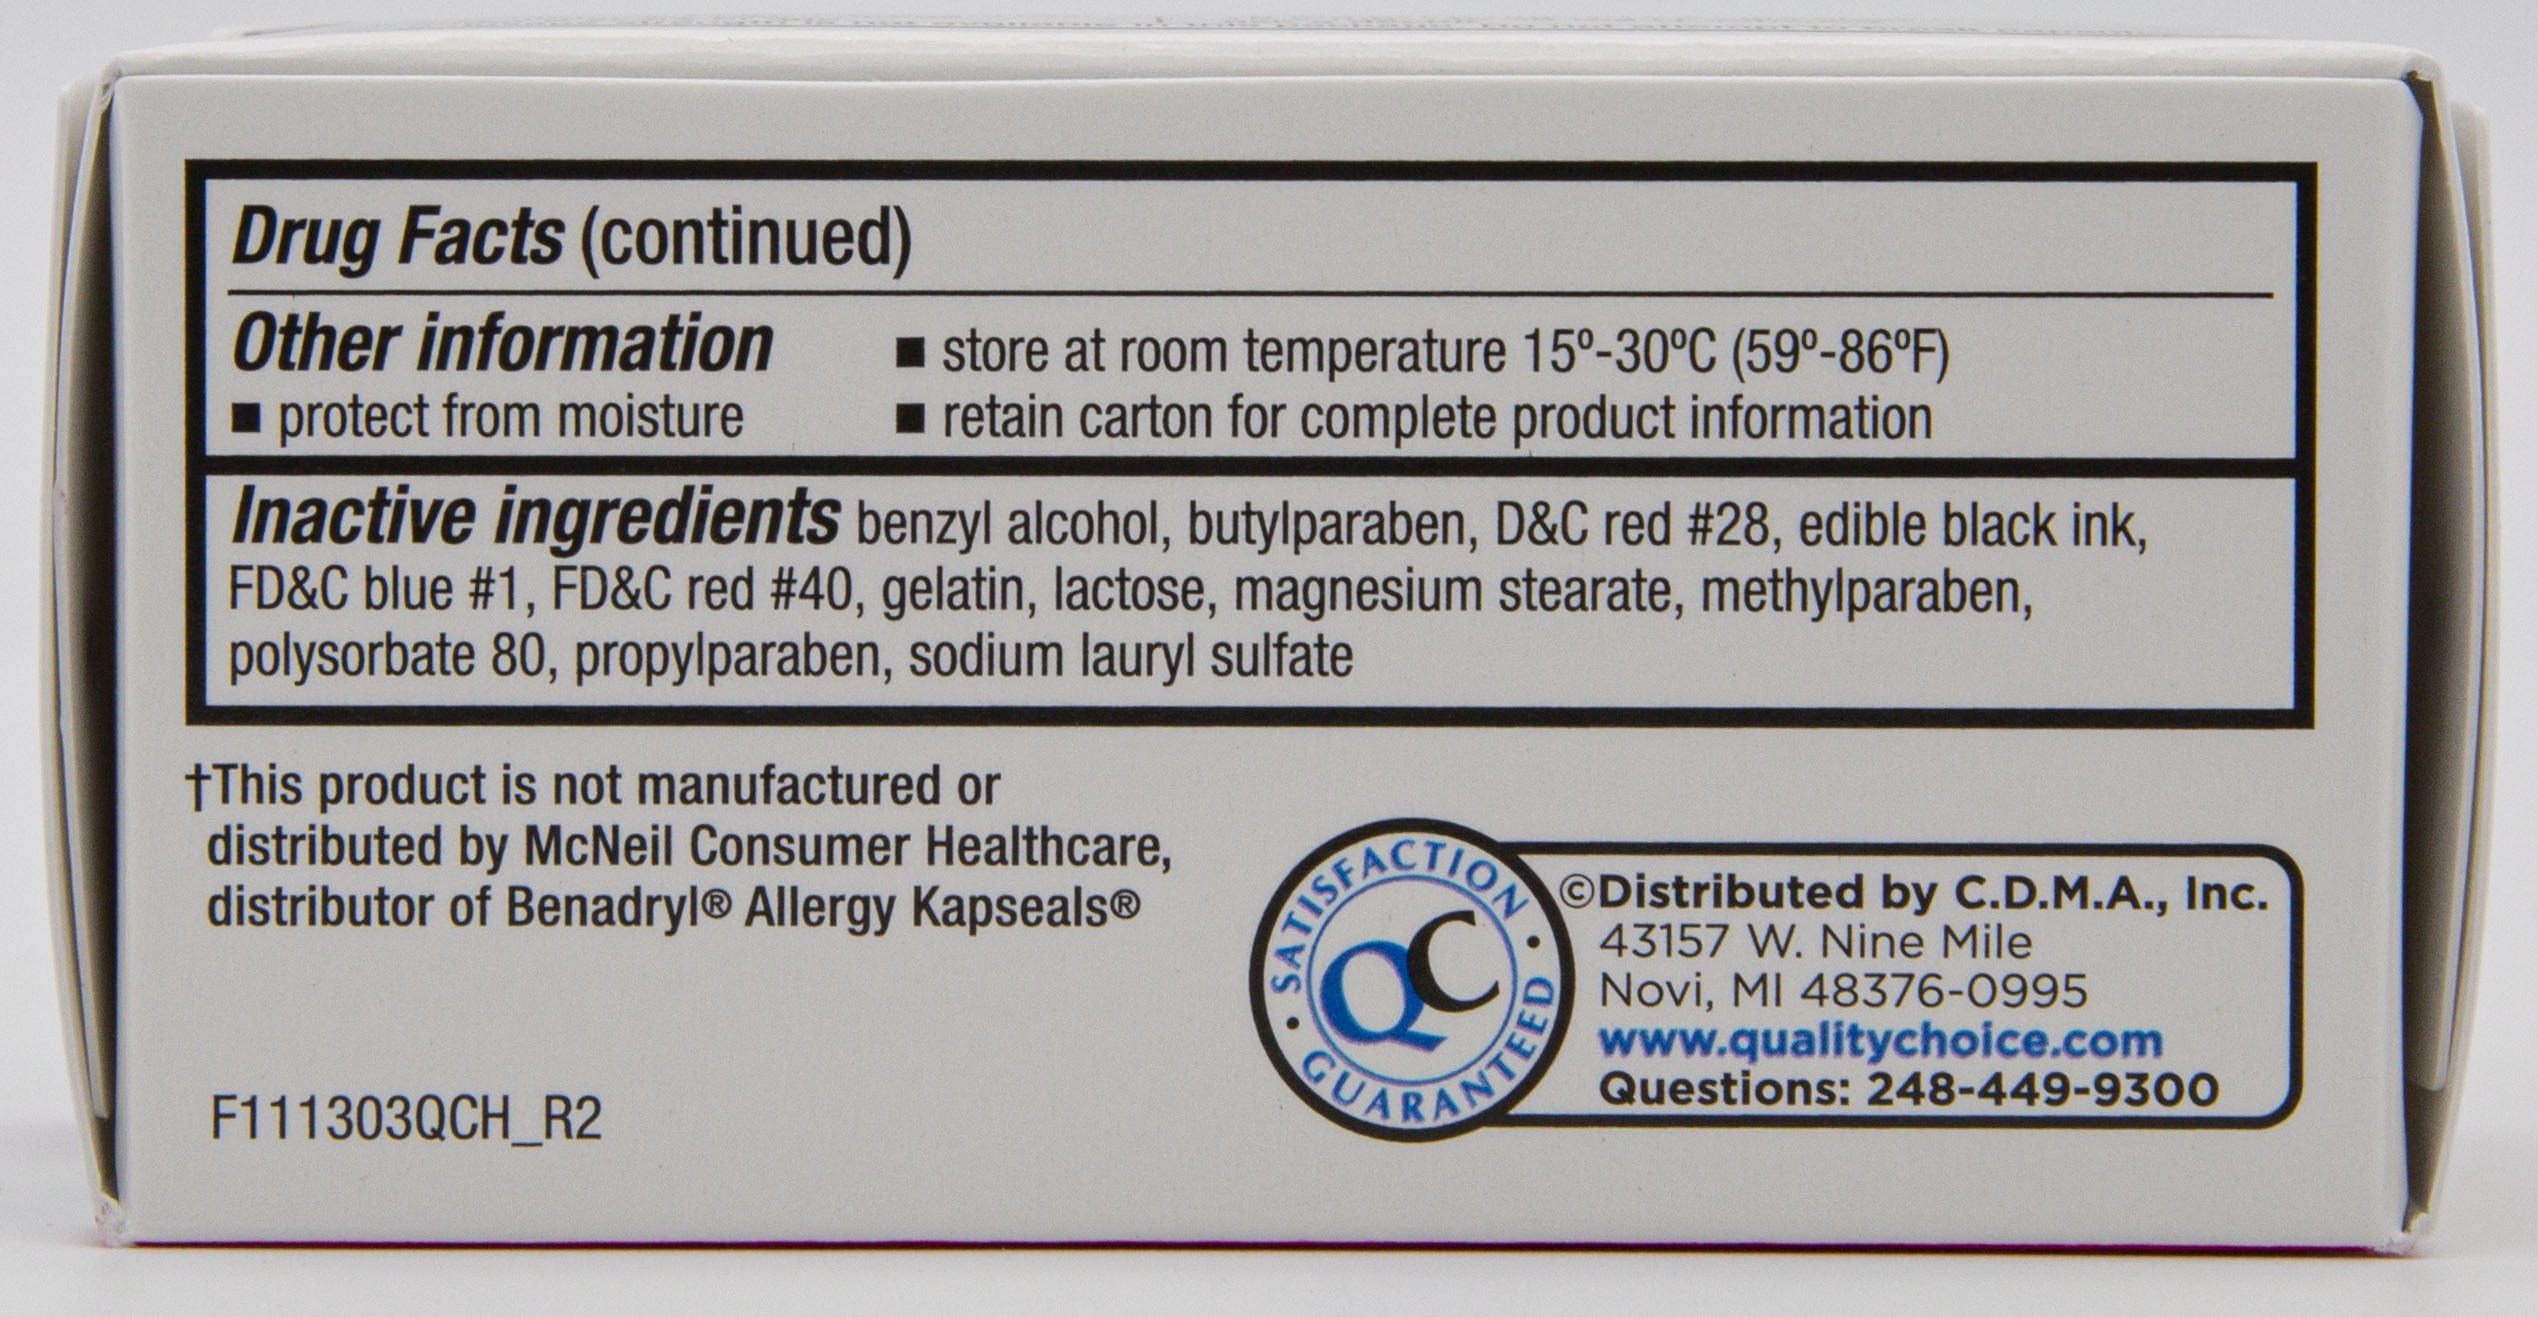 Drug Facts (continued)
Other information
■ store at room temperature 15º-30ºC (59º-86ºF)
■ protect from moisture
■ retain carton for complete product information
Inactive ingredients benzyl alcohol, butylparaben, D&C red #28, edible black ink,
FD&C blue #1, FD&C red #40, gelatin, lactose, magnesium stearate, methylparaben,
polysorbate 80, propylparaben, sodium lauryl sulfate
†This product is not manufactured or
distributed by McNeil Consumer Healthcare,
distributor of Benadryl® Allergy Kapseals®
F111303QCH_R2
• SATISFACTION •
QC
GUARANTEED
©Distributed by C.D.M.A., Inc.
43157 W. Nine Mile
Novi, MI 48376-0995
www.qualitychoice.com
Questions: 248-449-9300